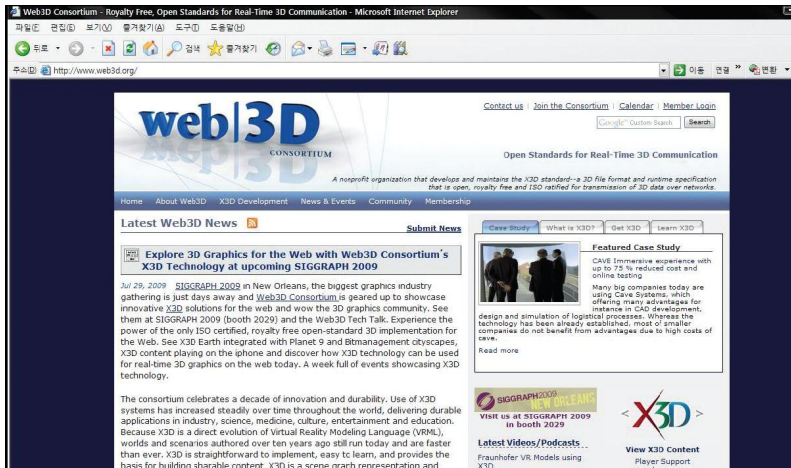 Web3D Consortium - Royalty Free, Open Standards for Real-Time 3D Communication - Microsoft Internet Explorer
파일(F) 편집(E) 보기(V) 즐겨찾기(A) 도구(T) 도움말(H)
뒤로 검색 즐겨찾기
주소(D) http://www.web3d.org/ 이동 연결 » 변환
web|3D
CONSORTIUM
Contact us | Join the Consortium | Calendar | Member Login
Google™ Custom Search Search
Open Standards for Real-Time 3D Communication
A nonprofit organization that develops and maintains the X3D standard--a 3D file format and runtime specification
that is open, royalty free and ISO ratified for transmission of 3D data over networks.
Home About Web3D X3D Development News & Events Community Membership
Latest Web3D News
Submit News
Explore 3D Graphics for the Web with Web3D Consortium's
X3D Technology at upcoming SIGGRAPH 2009
Jul 29, 2009 SIGGRAPH 2009 in New Orleans, the biggest graphics industry
gathering is just days away and Web3D Consortium is geared up to showcase
innovative X3D solutions for the web and wow the 3D graphics community. See
them at SIGGRAPH 2009 (booth 2029) and the Web3D Tech Talk. Experience the
power of the only ISO certified, royalty free open-standard 3D implementation for
the Web. See X3D Earth integrated with Planet 9 and Bitmanagement cityscapes,
X3D content playing on the iphone and discover how X3D technology can be used
for real-time 3D graphics on the web today. A week full of events showcasing X3D
technology.
The consortium celebrates a decade of innovation and durability. Use of X3D
systems has increased steadily over time throughout the world, delivering durable
applications in industry, science, medicine, culture, entertainment and education.
Because X3D is a direct evolution of Virtual Reality Modeling Language (VRML),
worlds and scenarios authored over ten years ago still run today and are faster
than ever. X3D is straightforward to implement, easy to learn, and provides the
basis for building sharable content. X3D is a scene graph representation and
Case Study What is X3D? Get X3D Learn X3D
Featured Case Study
CAVE Immersive experience with
up to 75 % reduced cost and
online testing
Many big companies today are
using Cave Systems, which
offering many advantages for
instance in CAD development,
design and simulation of logistical processes. Whereas the
technology has been already established, most of smaller
companies do not benefit from advantages due to high costs of
cave.
Read more
SIGGRAPH2009
NEW ORLEANS
Visit us at SIGGRAPH 2009
in booth 2029
Latest Videos/Podcasts
Fraunhofer VR Models using
X3D
<X3D>
View X3D Content
Player Support